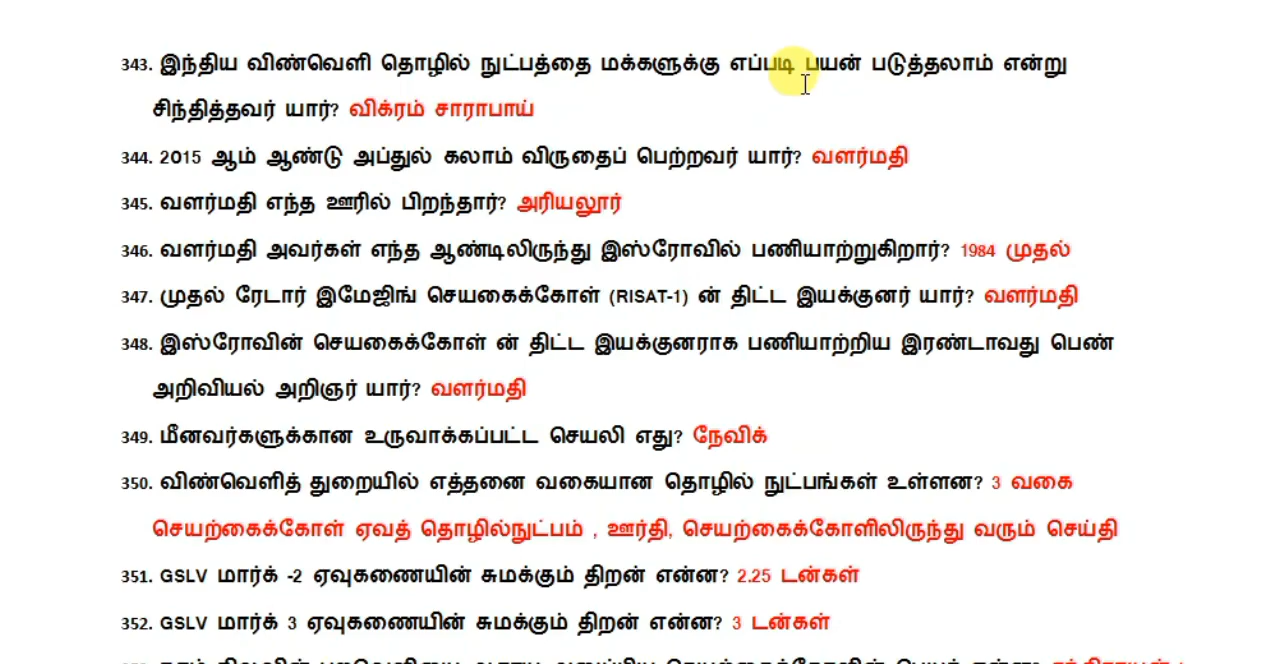 343. இந்திய விண்வெளி தொழில் நுட்பத்தை மக்களுக்கு எப்படி பயன் படுத்தலாம் என்று
சிந்தித்தவர் யார்? விக்ரம் சாராபாய்
344. 2015 ஆம் ஆண்டு அப்துல் கலாம் விருதைப் பெற்றவர் யார்? வளர்மதி
345. வளர்மதி எந்த ஊரில் பிறந்தார்? அரியலூர்
346. வளர்மதி அவர்கள் எந்த ஆண்டிலிருந்து இஸ்ரோவில் பணியாற்றுகிறார்? 1984 முதல்
347. முதல் ரேடார் இமேஜிங் செயகைக்கோள் (RISAT-1) ன் திட்ட இயக்குனர் யார்? வளர்மதி
348. இஸ்ரோவின் செயகைக்கோள் ன் திட்ட இயக்குனராக பணியாற்றிய இரண்டாவது பெண்
அறிவியல் அறிஞர் யார்? வளர்மதி
349. மீனவர்களுக்கான உருவாக்கப்பட்ட செயலி எது? நேவிக்
350. விண்வெளித் துறையில் எத்தனை வகையான தொழில் நுட்பங்கள் உள்ளன? 3 வகை
செயற்கைக்கோள் ஏவத் தொழில்நுட்பம் , ஊர்தி, செயற்கைக்கோளிலிருந்து வரும் செய்தி
351. GSLV மார்க் -2 ஏவுகணையின் சுமக்கும் திறன் என்ன? 2.25 டன்கள்
352. GSLV மார்க் 3 ஏவுகணையின் சுமக்கும் திறன் என்ன? 3 டன்கள்